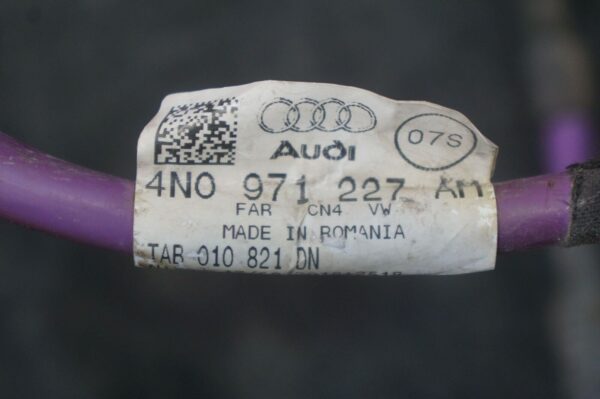 Audi
07S
4N0 971 227 AM
FAR CN4 VW
MADE IN ROMANIA
TAB 010 821 DN